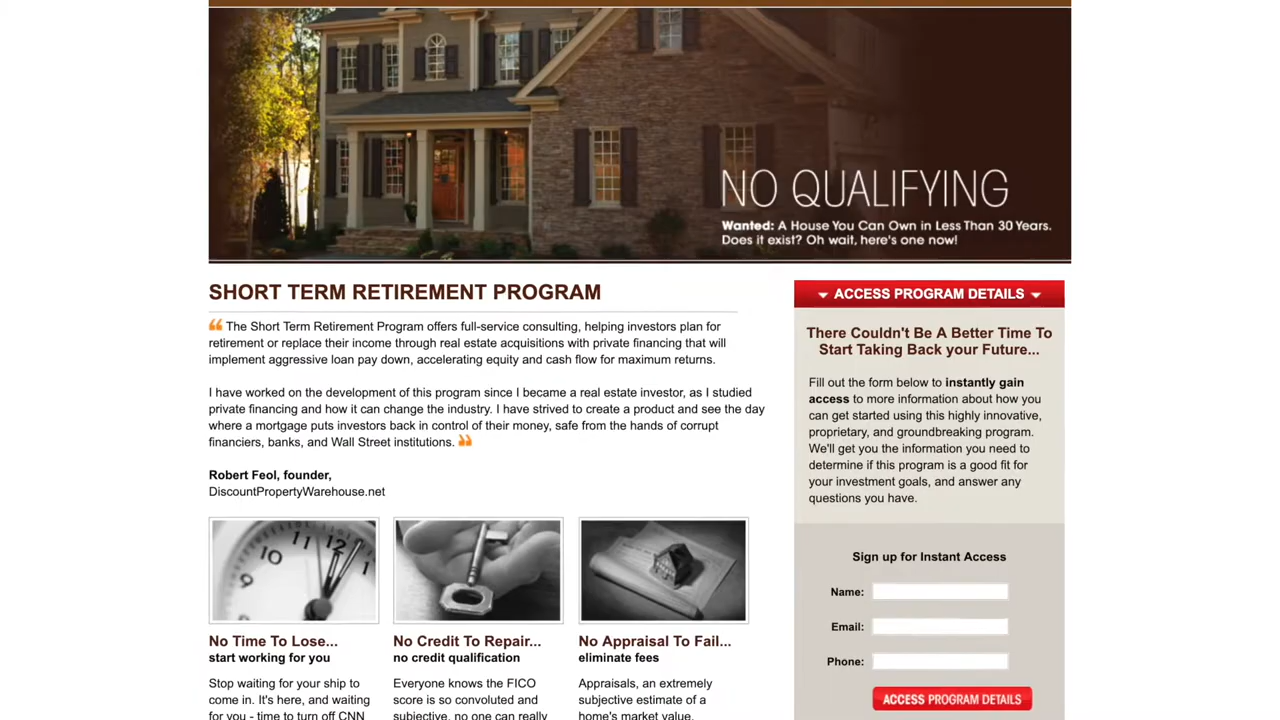 NO QUALIFYING
Wanted: A House You Can Own in Less Than 30 Years.
Does it exist? Oh wait, here's one now!
SHORT TERM RETIREMENT PROGRAM
“ The Short Term Retirement Program offers full-service consulting, helping investors plan for
retirement or replace their income through real estate acquisitions with private financing that will
implement aggressive loan pay down, accelerating equity and cash flow for maximum returns.
I have worked on the development of this program since I became a real estate investor, as I studied
private financing and how it can change the industry. I have strived to create a product and see the day
where a mortgage puts investors back in control of their money, safe from the hands of corrupt
financiers, banks, and Wall Street institutions. ”
Robert Feol, founder,
DiscountPropertyWarehouse.net
10
11
12
1
9
8
No Time To Lose...
start working for you
Stop waiting for your ship to
come in. It's here, and waiting
for you - time to turn off CNN
No Credit To Repair...
no credit qualification
Everyone knows the FICO
score is so convoluted and
subjective, no one can really
No Appraisal To Fail...
eliminate fees
Appraisals, an extremely
subjective estimate of a
home's market value,
ACCESS PROGRAM DETAILS
There Couldn't Be A Better Time To
Start Taking Back your Future...
Fill out the form below to instantly gain
access to more information about how you
can get started using this highly innovative,
proprietary, and groundbreaking program.
We'll get you the information you need to
determine if this program is a good fit for
your investment goals, and answer any
questions you have.
Sign up for Instant Access
Name:
Email:
Phone:
ACCESS PROGRAM DETAILS